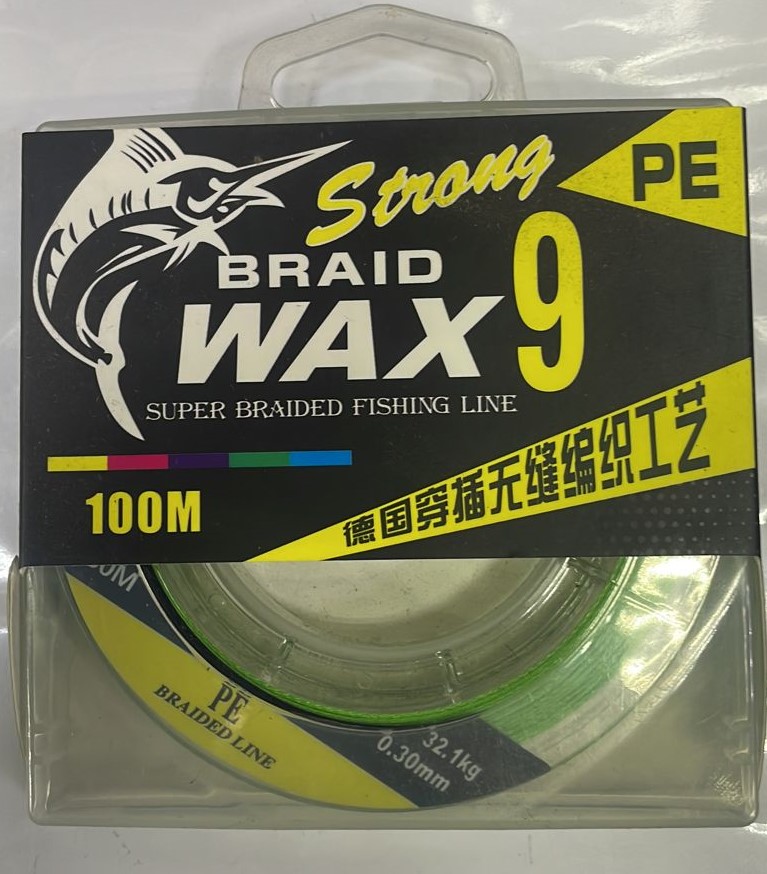 Strong
PE
BRAID
WAX 9
SUPER BRAIDED FISHING LINE
100M
德国穿插无缝编织工艺
PE
BRAIDED LINE
32.1kg
0.30mm